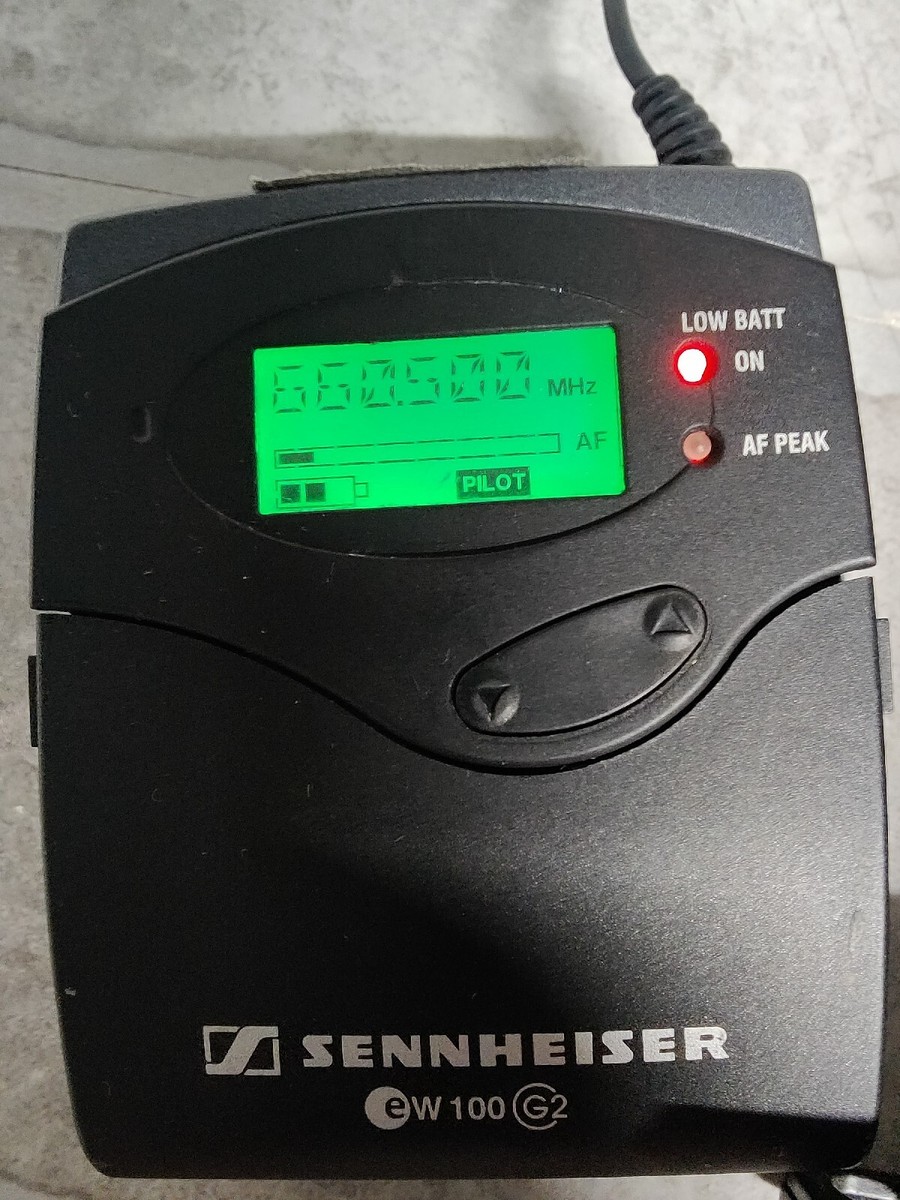 LOW BATT
ON
660.500 MHz
AF
AF PEAK
PILOT
SENNHEISER
ew 100 G2